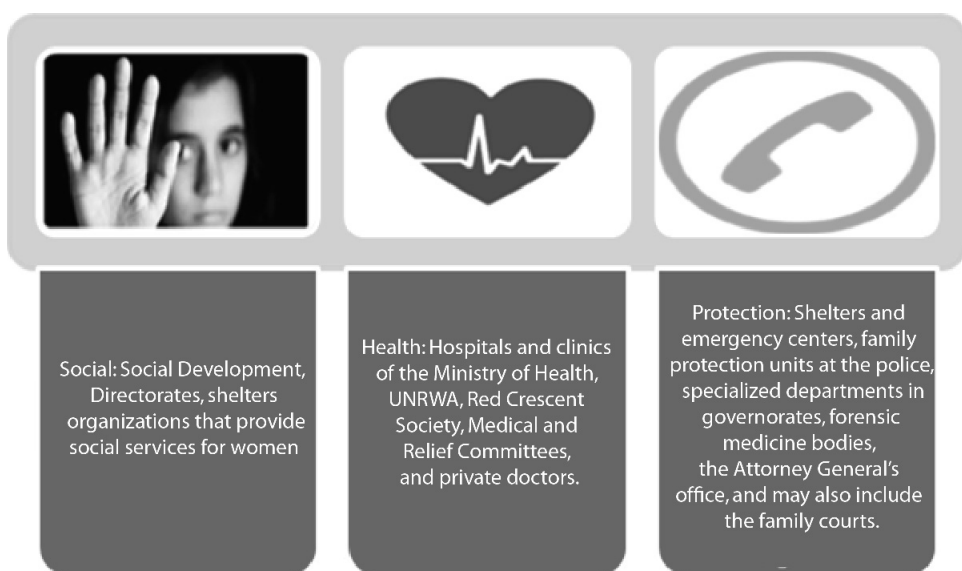 Social: Social Development,
Directorates, shelters
organizations that provide
social services for women
Health: Hospitals and clinics
of the Ministry of Health,
UNRWA, Red Crescent
Society, Medical and
Relief Committees,
and private doctors.
Protection: Shelters and
emergency centers, family
protection units at the police,
specialized departments in
governorates, forensic
medicine bodies,
the Attorney General's
office, and may also include
the family courts.